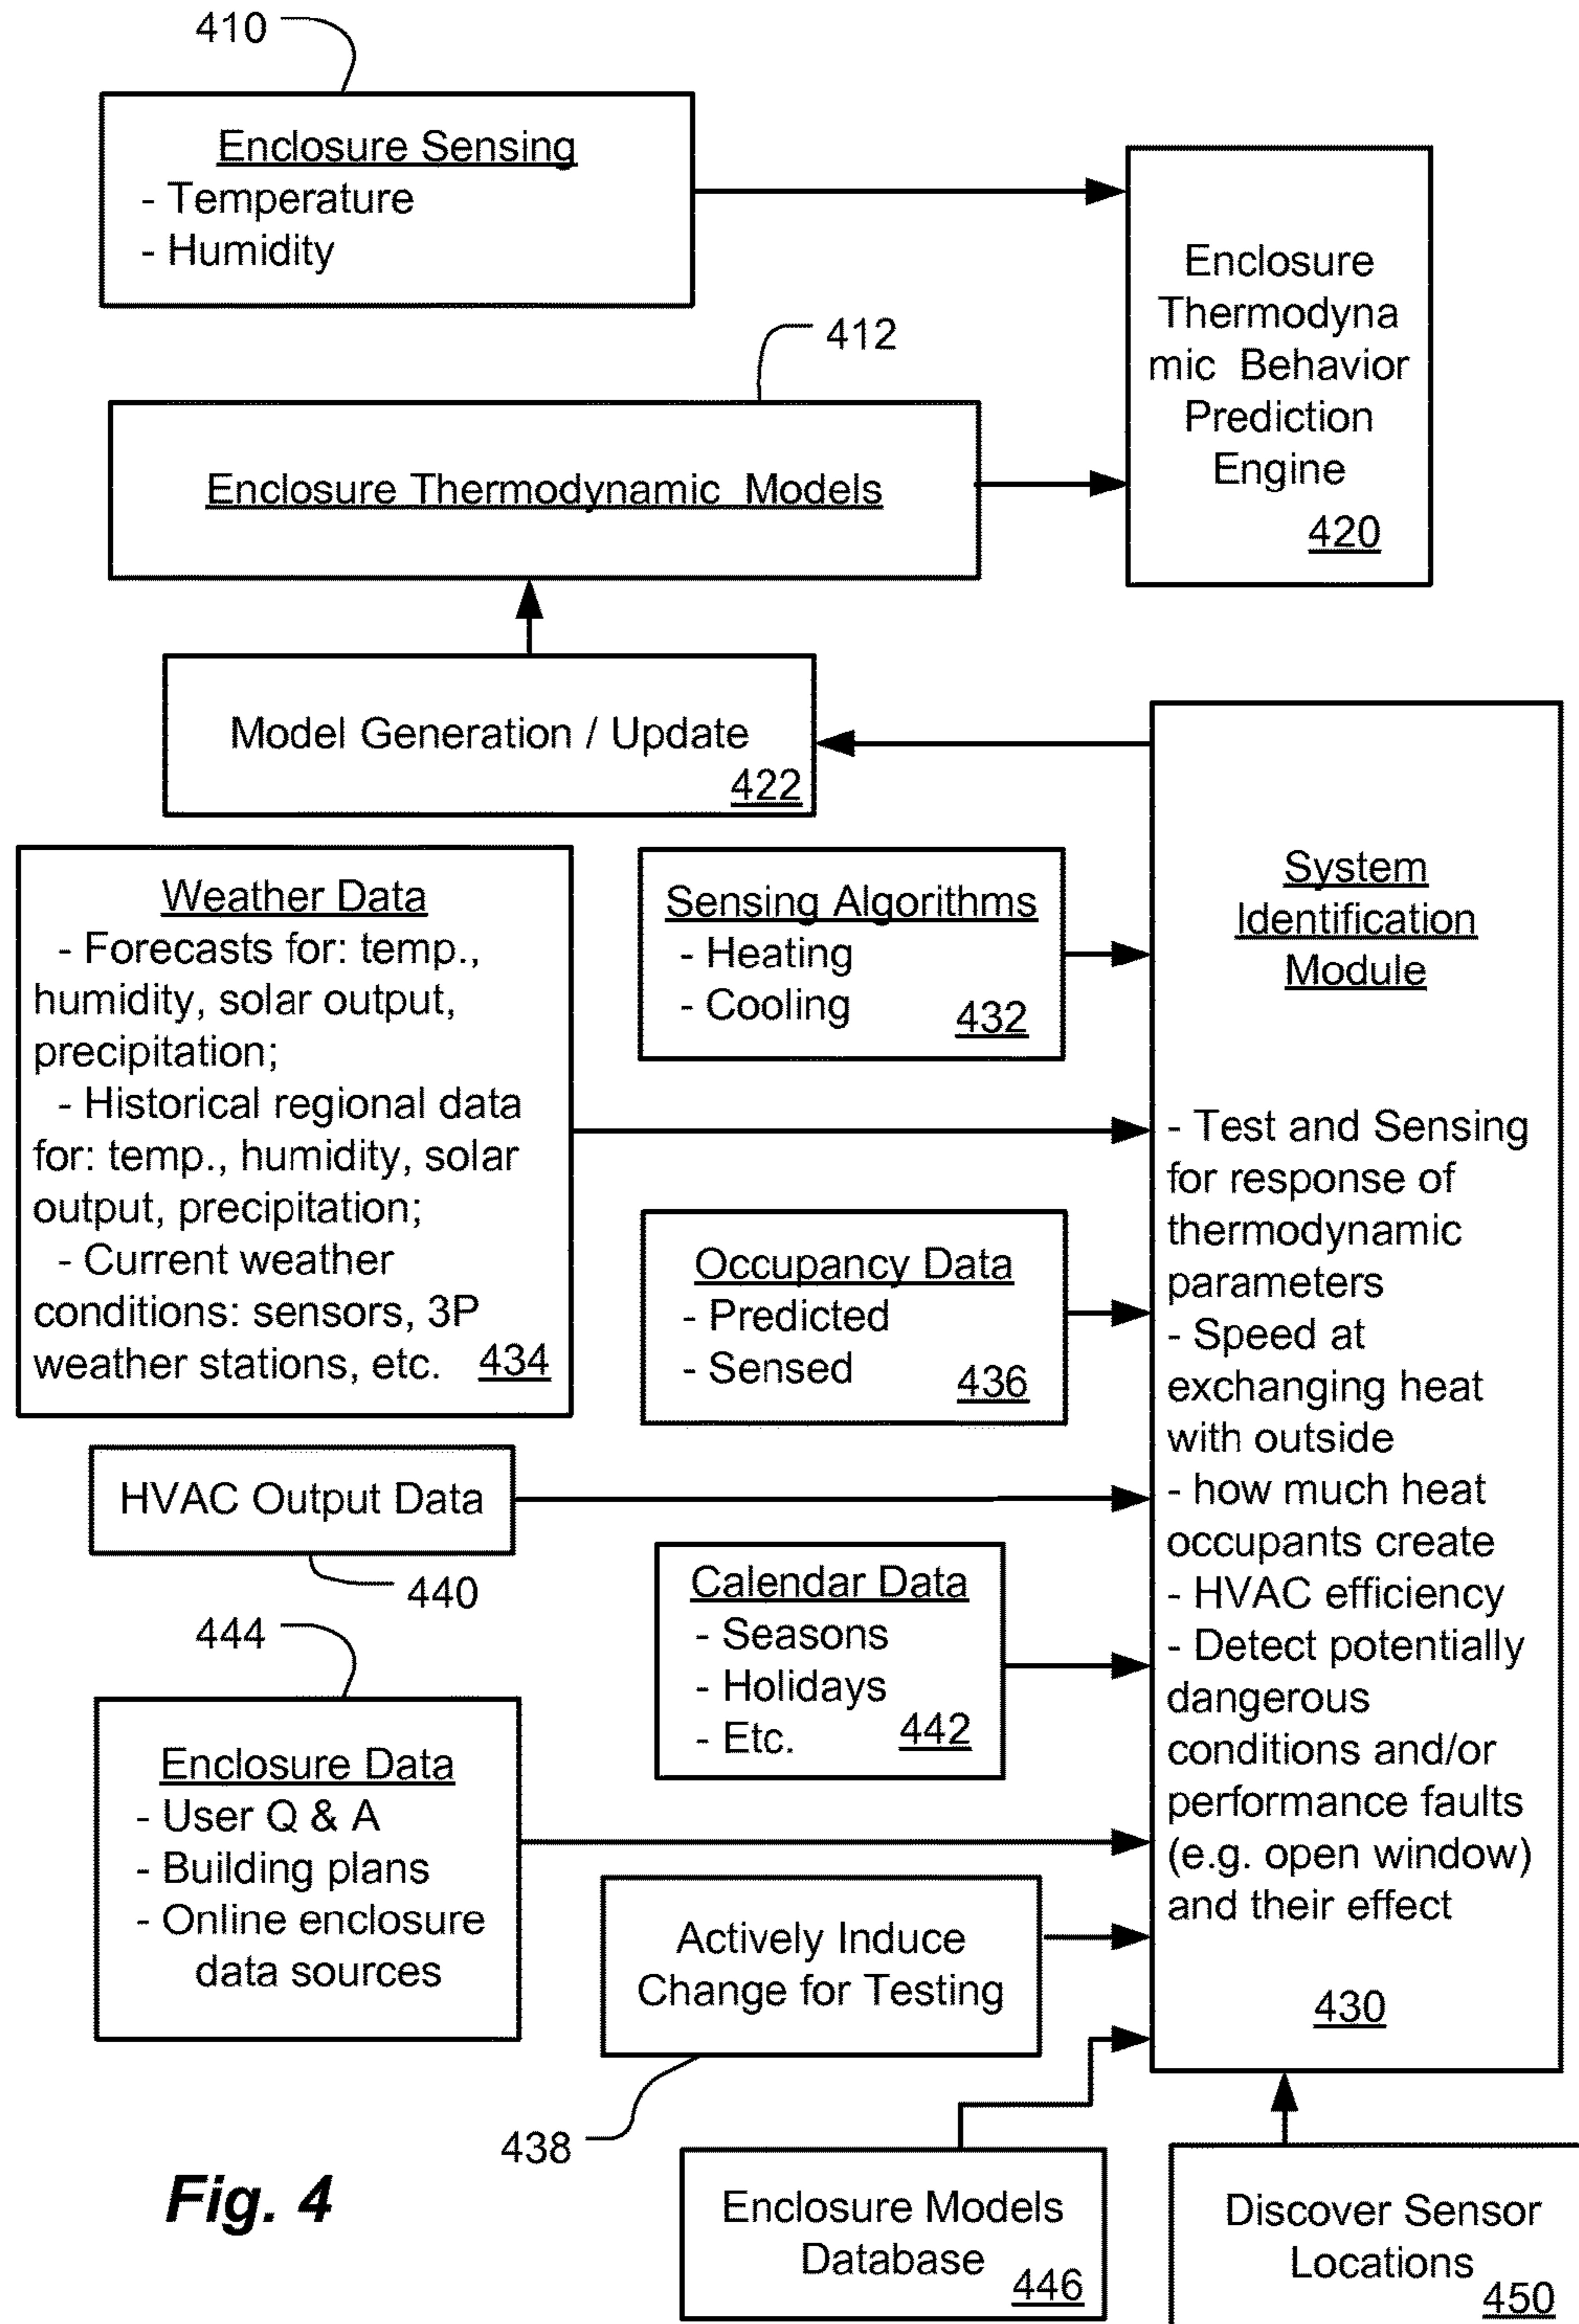 410
Enclosure Sensing
- Temperature
- Humidity
412
Enclosure
Thermodyna
mic Behavior
Prediction
Engine
420
Enclosure Thermodynamic Models
Model Generation / Update
422
Weather Data
- Forecasts for: temp.,
humidity, solar output,
precipitation;
- Historical regional data
for: temp., humidity, solar
output, precipitation;
- Current weather
conditions: sensors, 3P
weather stations, etc. 434
Sensing Algorithms
- Heating
- Cooling
432
Occupancy Data
- Predicted
- Sensed
436
HVAC Output Data
440
Calendar Data
- Seasons
- Holidays
- Etc.
442
444
Enclosure Data
- User Q & A
- Building plans
- Online enclosure
data sources
Actively Induce
Change for Testing
438
System
Identification
Module
- Test and Sensing
for response of
thermodynamic
parameters
- Speed at
exchanging heat
with outside
- how much heat
occupants create
- HVAC efficiency
- Detect potentially
dangerous
conditions and/or
performance faults
(e.g. open window)
and their effect
430
Enclosure Models
Database
446
Discover Sensor
Locations
450
Fig. 4